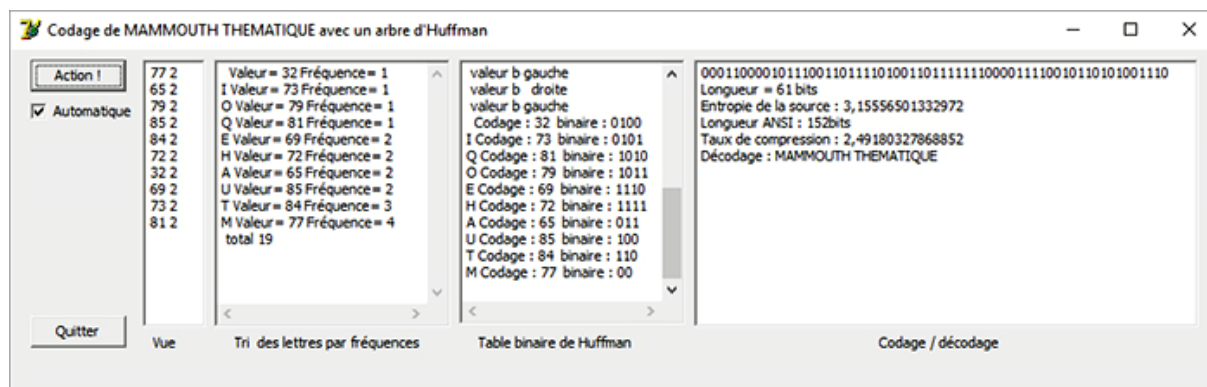 Codage de MAMMOUTH THEMATIQUE avec un arbre d'Huffman
Action !
Automatique
Quitter
77 2
65 2
79 2
85 2
84 2
72 2
32 2
69 2
73 2
81 2
Vue
Valeur= 32 Fréquence= 1
I Valeur= 73 Fréquence= 1
O Valeur= 79 Fréquence= 1
Q Valeur= 81 Fréquence= 1
E Valeur= 69 Fréquence= 2
H Valeur= 72 Fréquence= 2
A Valeur= 65 Fréquence= 2
U Valeur= 85 Fréquence= 2
T Valeur= 84 Fréquence= 3
M Valeur= 77 Fréquence= 4
total 19
Tri des lettres par fréquences
valeur b gauche
valeur b droite
valeur b gauche
Codage : 32 binaire : 0100
I Codage : 73 binaire : 0101
Q Codage : 81 binaire : 1010
O Codage : 79 binaire : 1011
E Codage : 69 binaire : 1110
H Codage : 72 binaire : 1111
A Codage : 65 binaire : 011
U Codage : 85 binaire : 100
T Codage : 84 binaire : 110
M Codage : 77 binaire : 00
Table binaire de Huffman
0001100001011100110111101001101111111000011110010110101001110
Longueur = 61 bits
Entropie de la source : 3,15556501332972
Longueur ANSI : 152bits
Taux de compression : 2,49180327868852
Décodage : MAMMOUTH THEMATIQUE
Codage / décodage